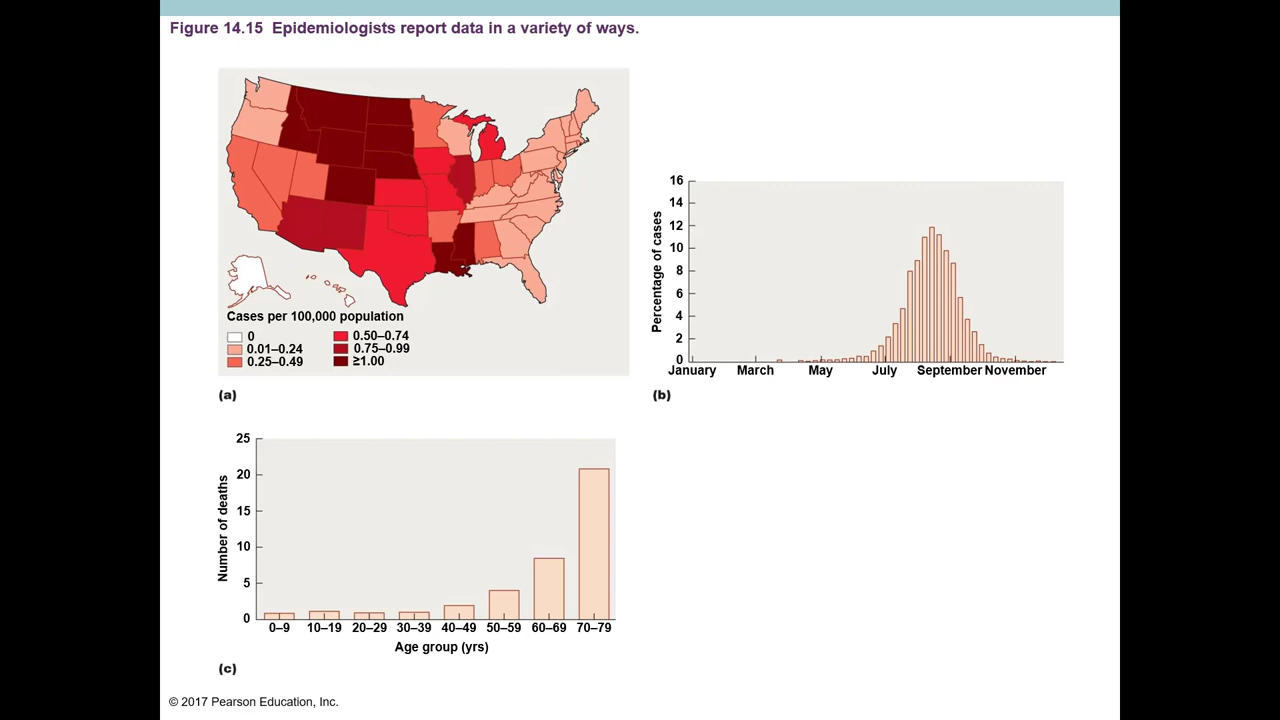 Figure 14.15 Epidemiologists report data in a variety of ways.
Cases per 100,000 population
0
0.01–0.24
0.25–0.49
0.50–0.74
0.75–0.99
≥1.00
(a)
Percentage of cases
16
14
12
10
8
6
4
2
0
January March May July September November
(b)
Number of deaths
25
20
15
10
5
0
0–9 10–19 20–29 30–39 40–49 50–59 60–69 70–79
Age group (yrs)
(c)
© 2017 Pearson Education, Inc.